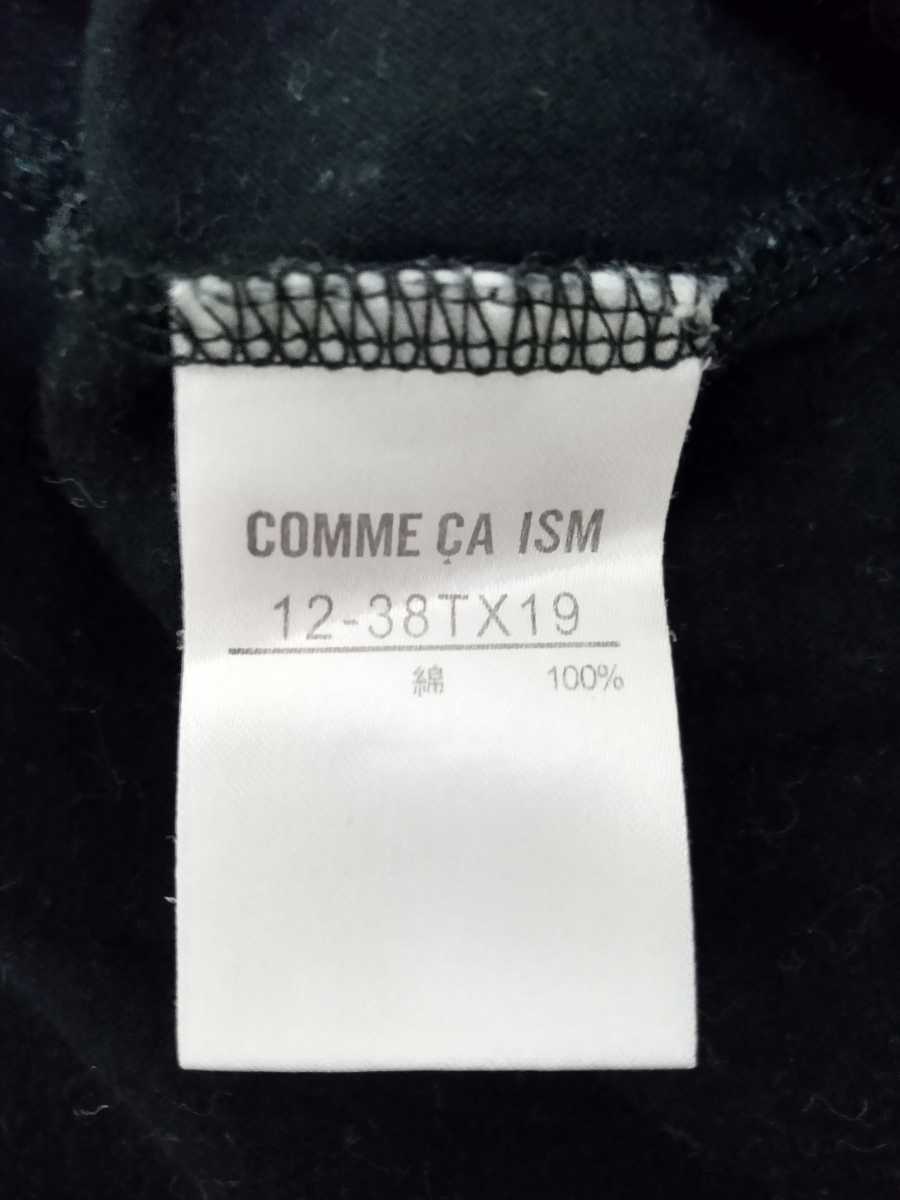 COMME ÇA ISM
12-38TX19
綿 100%